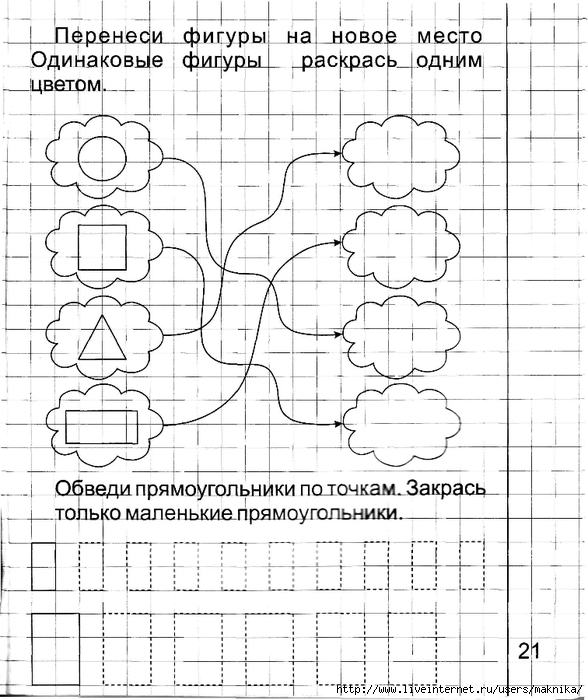 Перенеси фигуры на новое место
Одинаковые фигуры раскрась одним
цветом.
Обведи прямоугольники по точкам. Закрась
только маленькие прямоугольники.
21
http://www.liveinternet.ru/users/maknika/